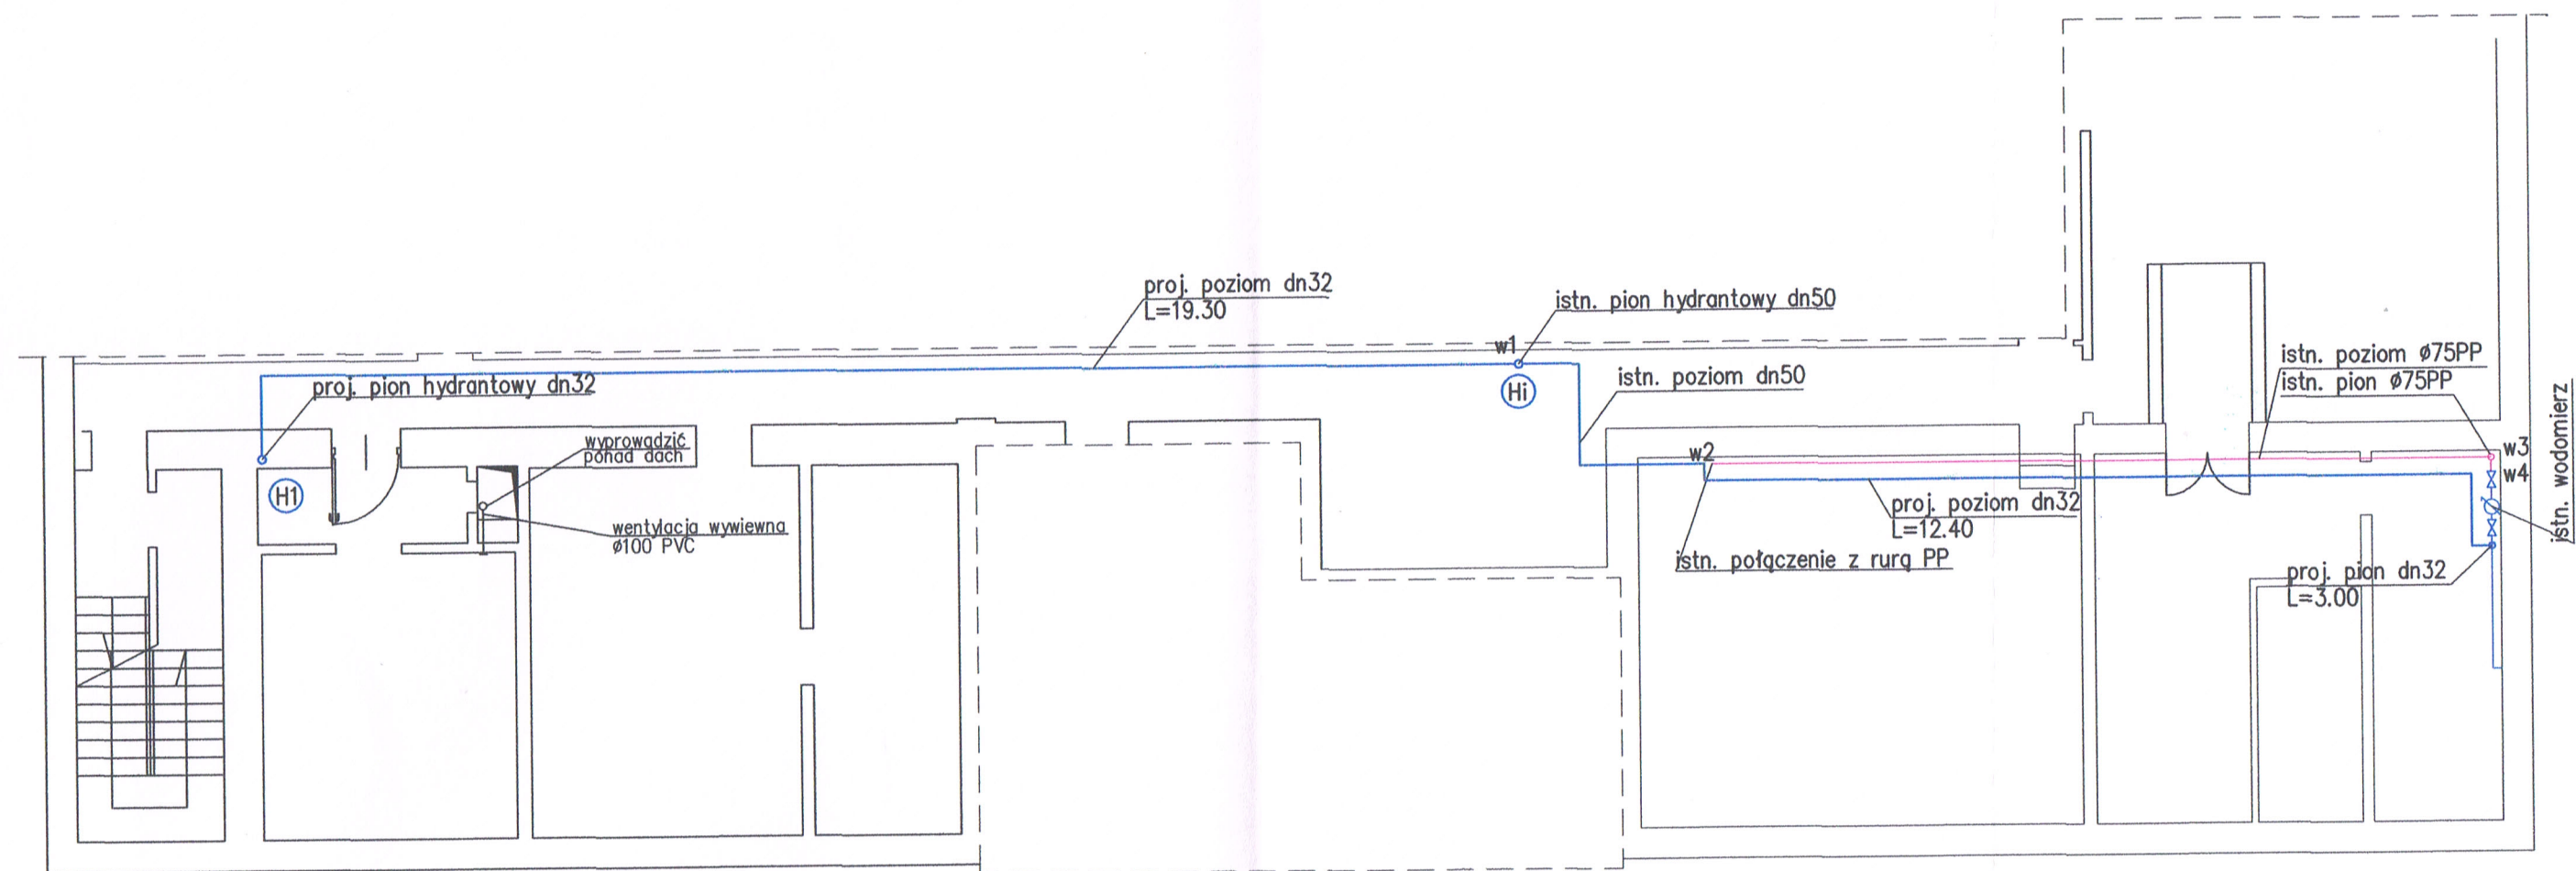 proj. poziom dn32
L=19.30
istn. pion hydrantowy dn50
w1
Hi
istn. poziom dn50
istn. poziom ø75PP
istn. pion ø75PP
proj. pion hydrantowy dn32
H1
wyprowadzić
ponad dach
wentylacja wywiewna
ø100 PVC
w2
w3
w4
istn. wodomierz
proj. poziom dn32
L=12.40
istn. połączenie z rurą PP
proj. pion dn32
L=3.00